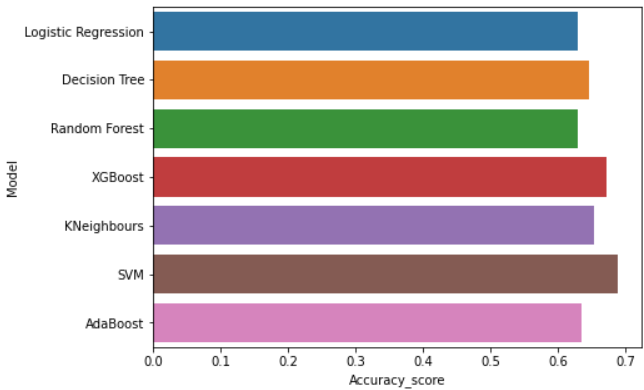 Logistic Regression
Decision Tree
Random Forest
XGBoost
KNeighbours
SVM
AdaBoost
Model
0.0 0.1 0.2 0.3 0.4 0.5 0.6 0.7
Accuracy_score